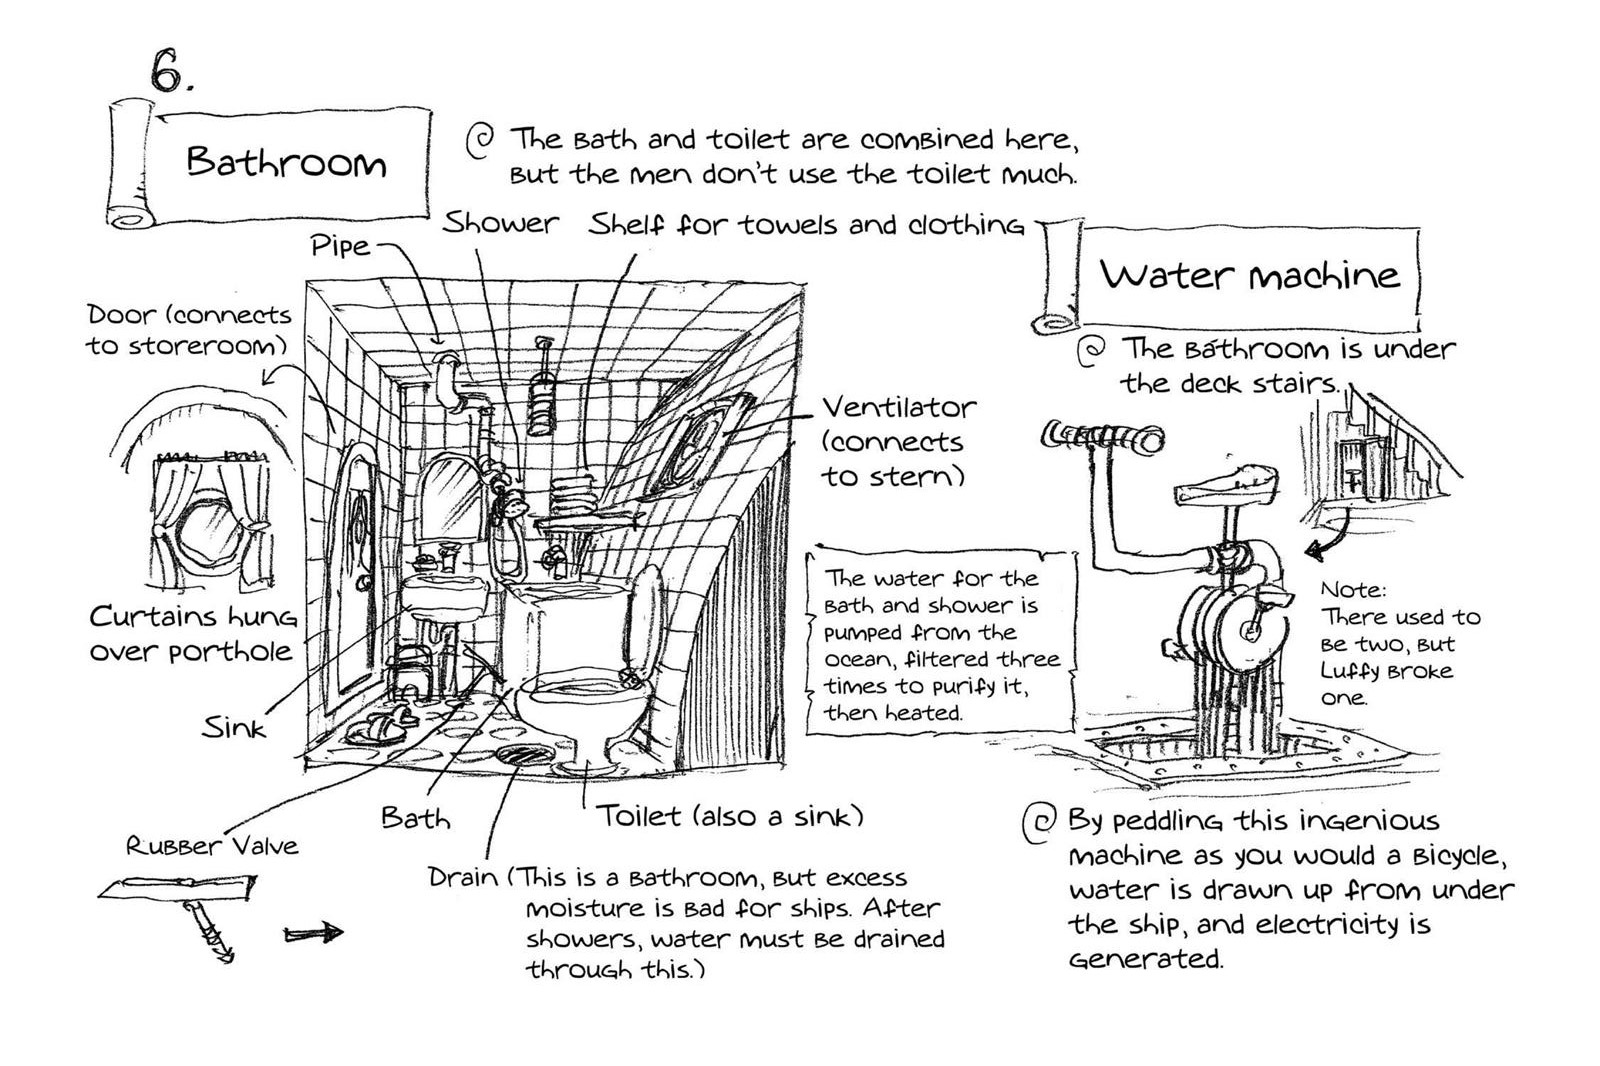 6.
Bathroom
The Bath and toilet are combined here,
But the men don't use the toilet much.
Shower
Shelf for towels and clothing
Pipe
Door (connects
to storeroom)
Curtains hung
over porthole
Sink
Ventilator
(connects
to stern)
The water for the
Bath and shower is
pumped from the
ocean, filtered three
times to purify it,
then heated.
Rubber Valve
Bath
Toilet (also a sink)
Drain (This is a Bathroom, But excess
moisture is Bad for ships. After
showers, water must Be drained
through this.)
Water machine
The Bathroom is under
the deck stairs.
Note:
There used to
Be two, But
Luffy Broke
one.
By peddling this ingenious
machine as you would a Bicycle,
water is drawn up from under
the ship, and electricity is
generated.